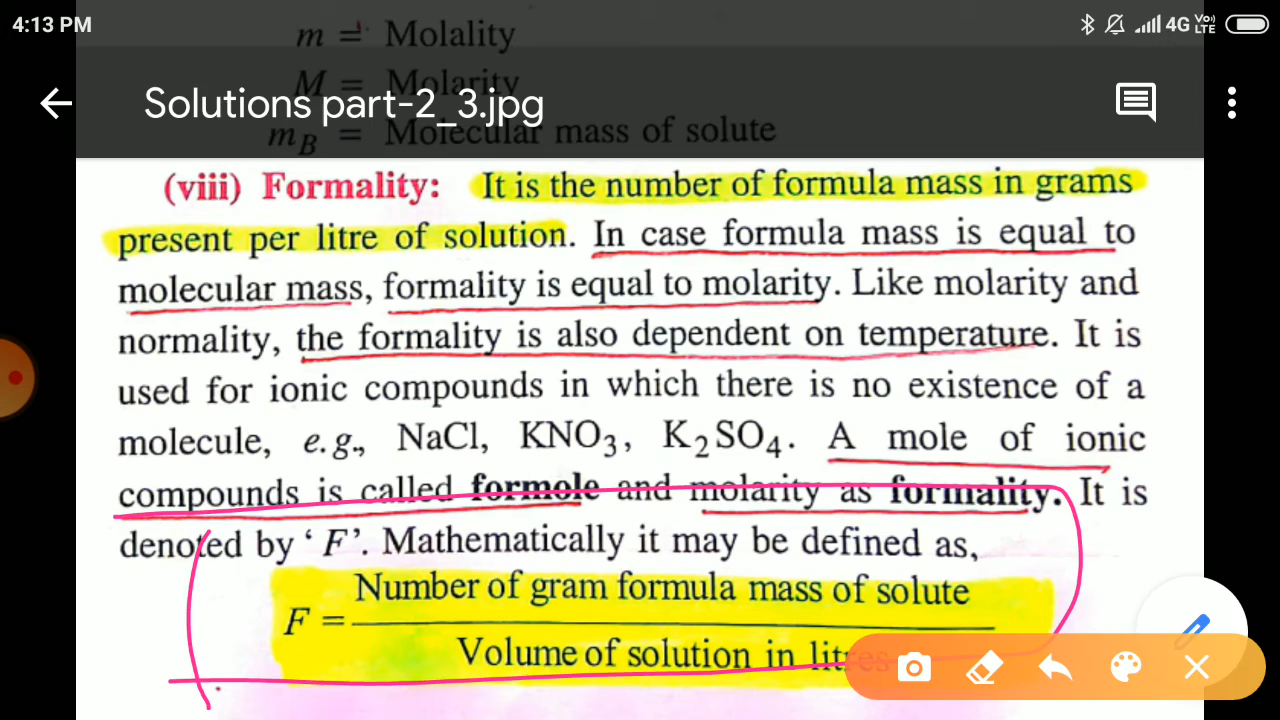 4:13 PM
4G Vo) LTE
m = Molality
M = Molarity
Solutions part-2_3.jpg
mB = Molecular mass of solute
(viii) Formality: It is the number of formula mass in grams
present per litre of solution. In case formula mass is equal to
molecular mass, formality is equal to molarity. Like molarity and
normality, the formality is also dependent on temperature. It is
used for ionic compounds in which there is no existence of a
molecule, e.g., NaCl, KNO₃, K₂SO₄. A mole of ionic
compounds is called formole and molarity as formality. It is
denoted by ‘F’. Mathematically it may be defined as,
Number of gram formula mass of solute
F =
Volume of solution in litres